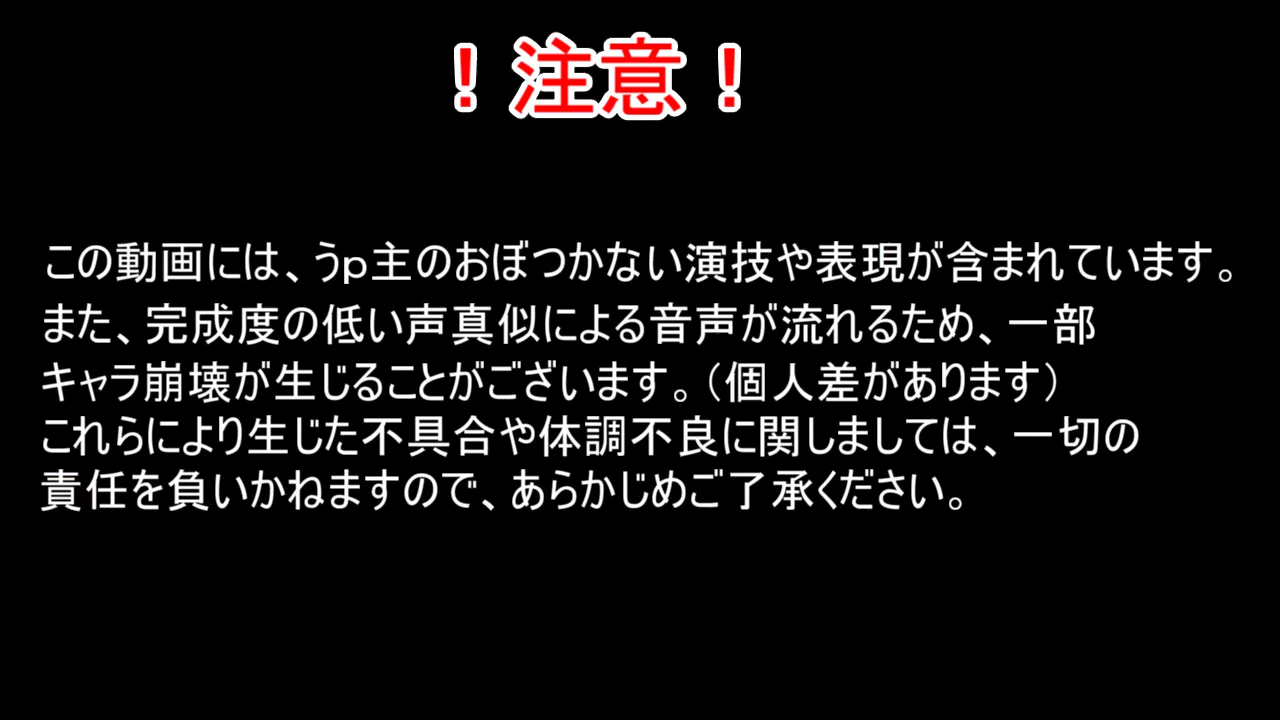 ！注意！
この動画には、うp主のおぼつかない演技や表現が含まれています。
また、完成度の低い声真似による音声が流れるため、一部
キャラ崩壊が生じることがございます。（個人差があります）
これらにより生じた不具合や体調不良に関しましては、一切の
責任を負いかねますので、あらかじめご了承ください。